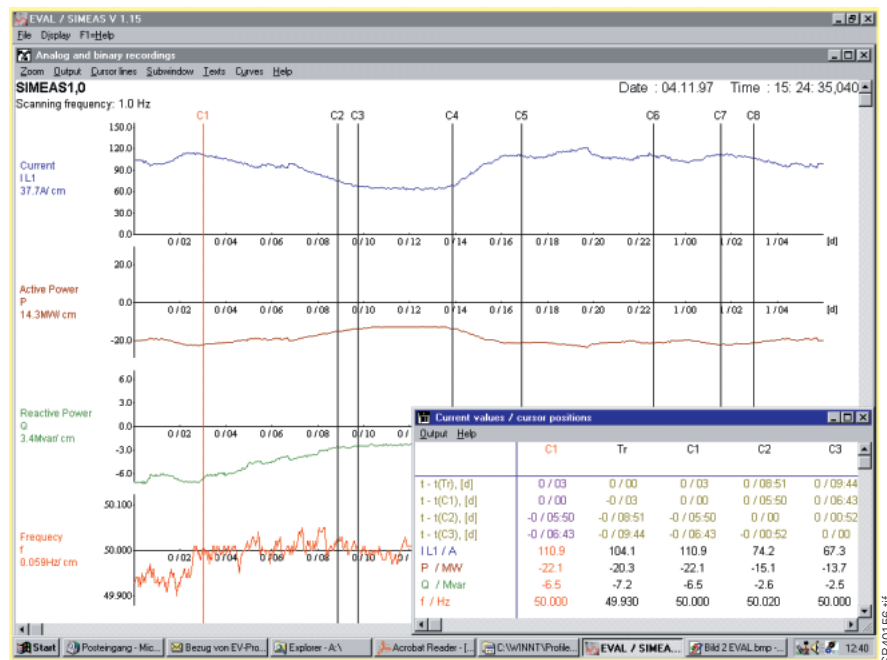 EVAL / SIMEAS V 1.15
File Display F1=Help
Analog and binary recordings
Zoom Output Cursor lines Subwindow Texts Curves Help
SIMEAS1,0 Date : 04.11.97 Time : 15: 24: 35,040
Scanning frequency: 1.0 Hz
C1 C2 C3 C4 C5 C6 C7 C8
150.0
120.0
Current
90.0
I L1
37.7A/ cm
60.0
30.0
0.0
0 / 02 0 / 04 0 / 06 0 / 08 0 / 10 0 / 12 0 / 14 0 / 16 0 / 18 0 / 20 0 / 22 1 / 00 1 / 02 1 / 04 [d]
20.0
Active Power
P
0.0
14.3MW/ cm
0 / 02 0 / 04 0 / 06 0 / 08 0 / 10 0 / 12 0 / 14 0 / 16 0 / 18 0 / 20 0 / 22 1 / 00 1 / 02 1 / 04 [d]
-20.0
6.0
3.0
Reactive Power
Q
0.0
3.4Mvar/ cm
0 / 02 0 / 04 0 / 06 0 / 08 0 / 10 0 /
-3.0
-6.0
50.100
Frequecy
f
50.000
0.059Hz/ cm
0 / 02 0 / 04 0 / 06 0 / 08 0 / 10 0 /
49.900
Current values / cursor positions
Output Help
C1 Tr C1 C2 C3
t - t(Tr), [d] 0 / 03 0 / 00 0 / 03 0 / 08:51 0 / 09:44
t - t(C1), [d] 0 / 00 -0 / 03 0 / 00 0 / 05:50 0 / 06:43
t - t(C2), [d] -0 / 05:50 -0 / 08:51 -0 / 05:50 0 / 00 0 / 00:52
t - t(C3), [d] -0 / 06:43 -0 / 09:44 -0 / 06:43 -0 / 00:52 0 / 00
I L1 / A 110.9 104.1 110.9 74.2 67.3
P / MW -22.1 -20.3 -22.1 -15.1 -13.7
Q / Mvar -6.5 -7.2 -6.5 -2.6 -2.5
f / Hz 50.000 49.930 50.000 50.020 50.000
Start Posteingang - Mic... Bezug von EV-Pro... Explorer - A:\ Acrobat Reader - [... C:\WINNT\Profile... EVAL / SIMEA... Bild 2 EVAL.bmp - ... 12:40